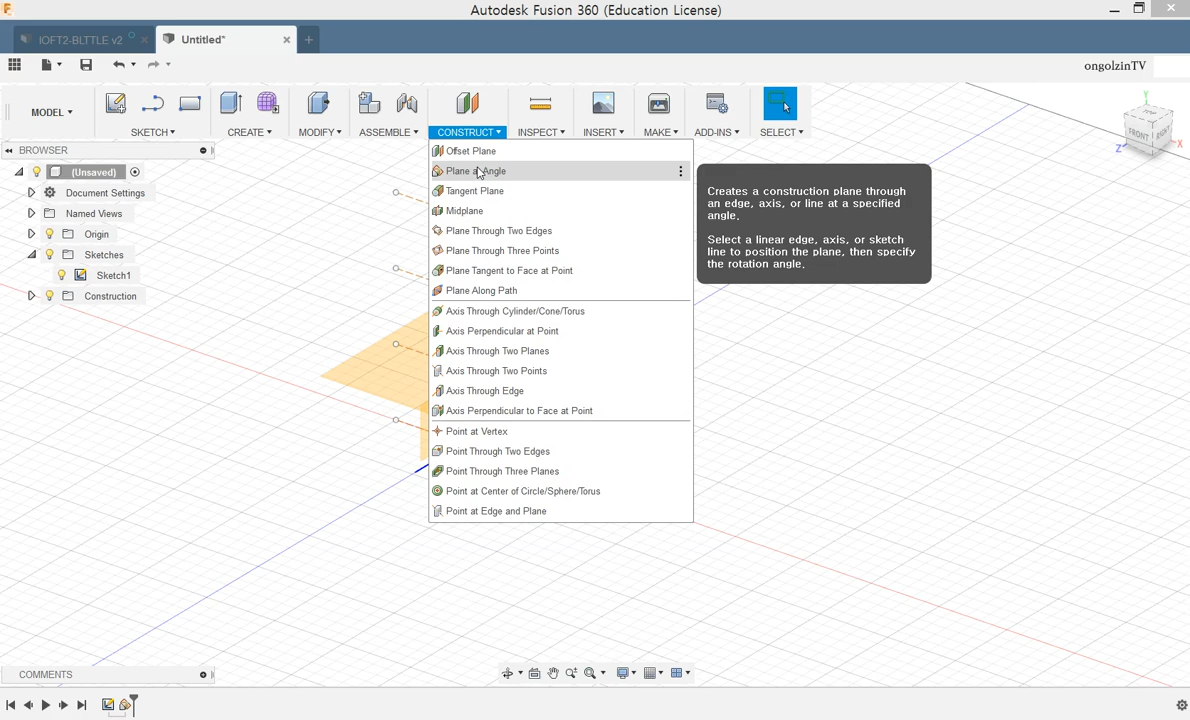 Autodesk Fusion 360 (Education License)
IOFT2-BLTTLE v2
Untitled*
ongolzinTV
MODEL
SKETCH
CREATE
MODIFY
ASSEMBLE
CONSTRUCT
INSPECT
INSERT
MAKE
ADD-INS
SELECT
BROWSER
(Unsaved)
Document Settings
Named Views
Origin
Sketches
Sketch1
Construction
Offset Plane
Plane at Angle
Tangent Plane
Midplane
Plane Through Two Edges
Plane Through Three Points
Plane Tangent to Face at Point
Plane Along Path
Axis Through Cylinder/Cone/Torus
Axis Perpendicular at Point
Axis Through Two Planes
Axis Through Two Points
Axis Through Edge
Axis Perpendicular to Face at Point
Point at Vertex
Point Through Two Edges
Point Through Three Planes
Point at Center of Circle/Sphere/Torus
Point at Edge and Plane
Creates a construction plane through
an edge, axis, or line at a specified
angle.
Select a linear edge, axis, or sketch
line to position the plane, then specify
the rotation angle.
Y
FRONT
RIGHT
Z
X
COMMENTS